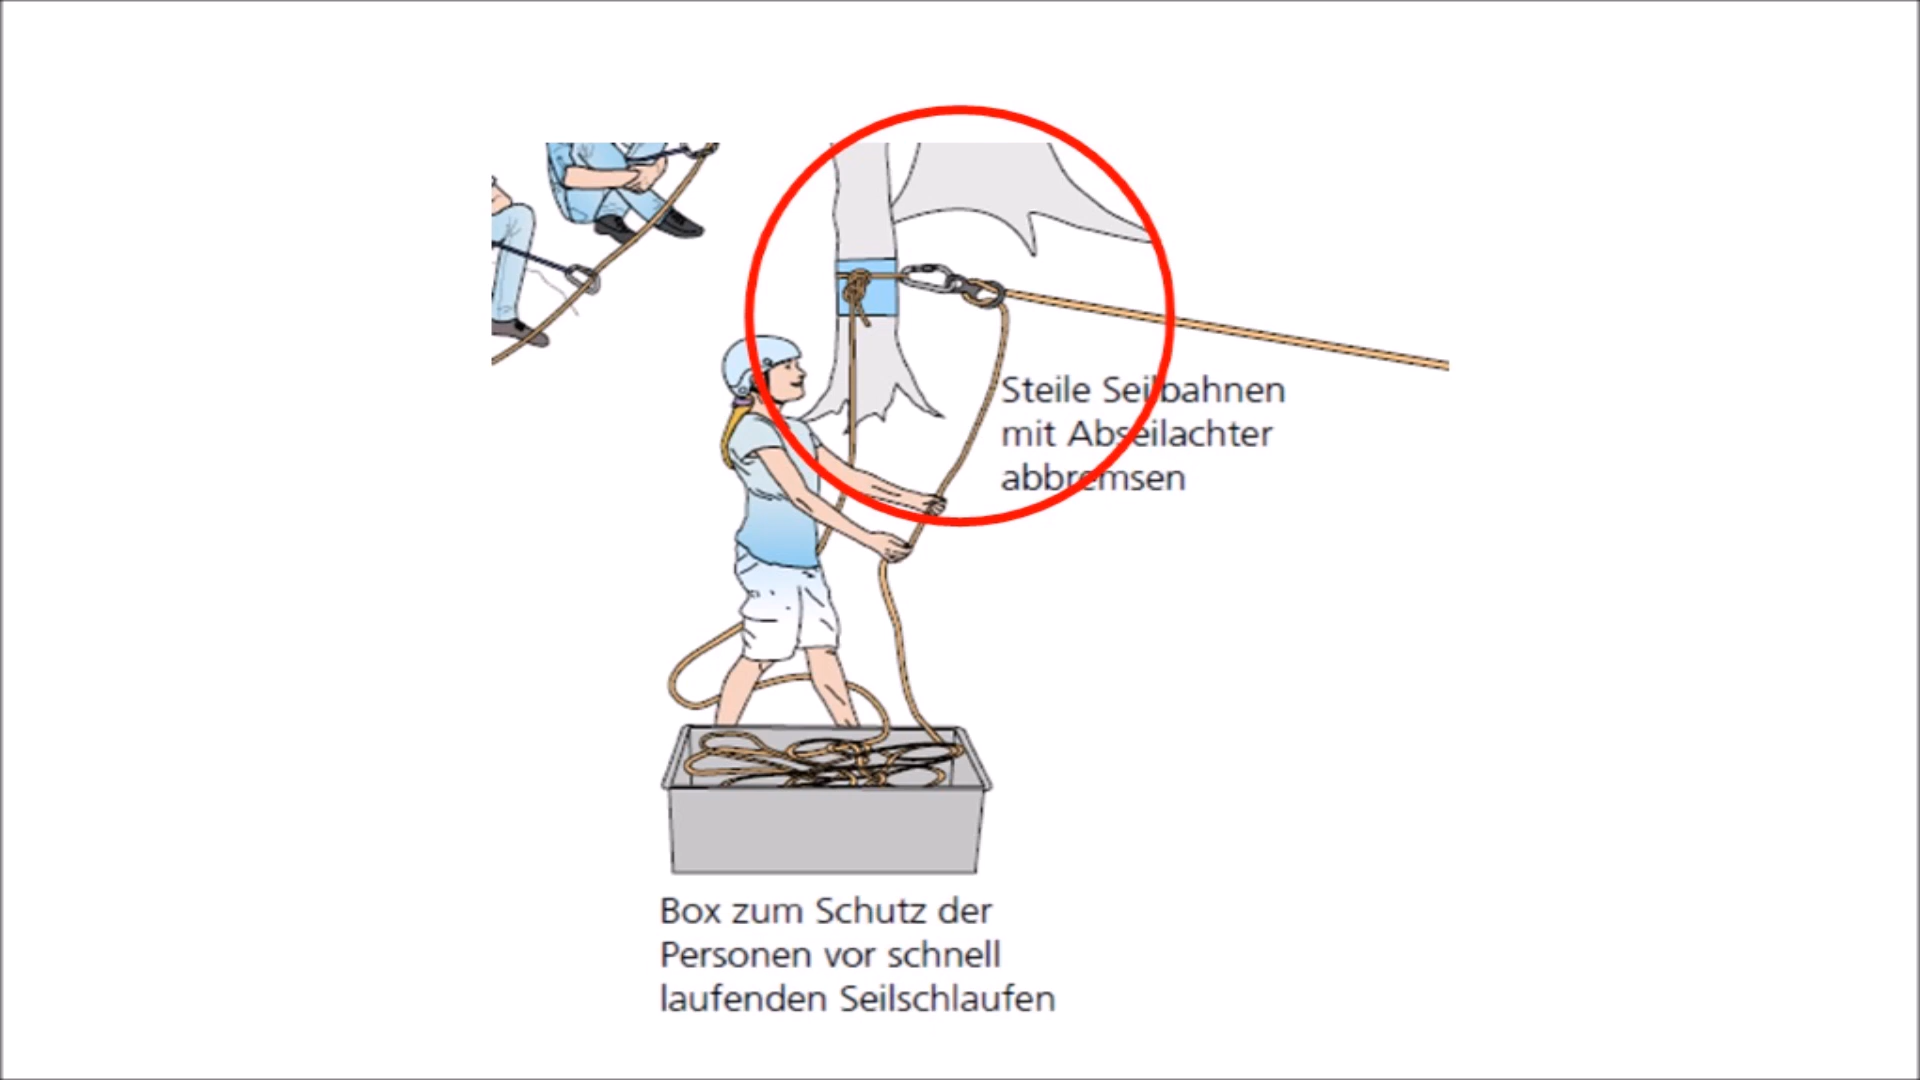 Steile Seilbahnen
mit Abseilachter
abbremsen
Box zum Schutz der
Personen vor schnell
laufenden Seilschlaufen